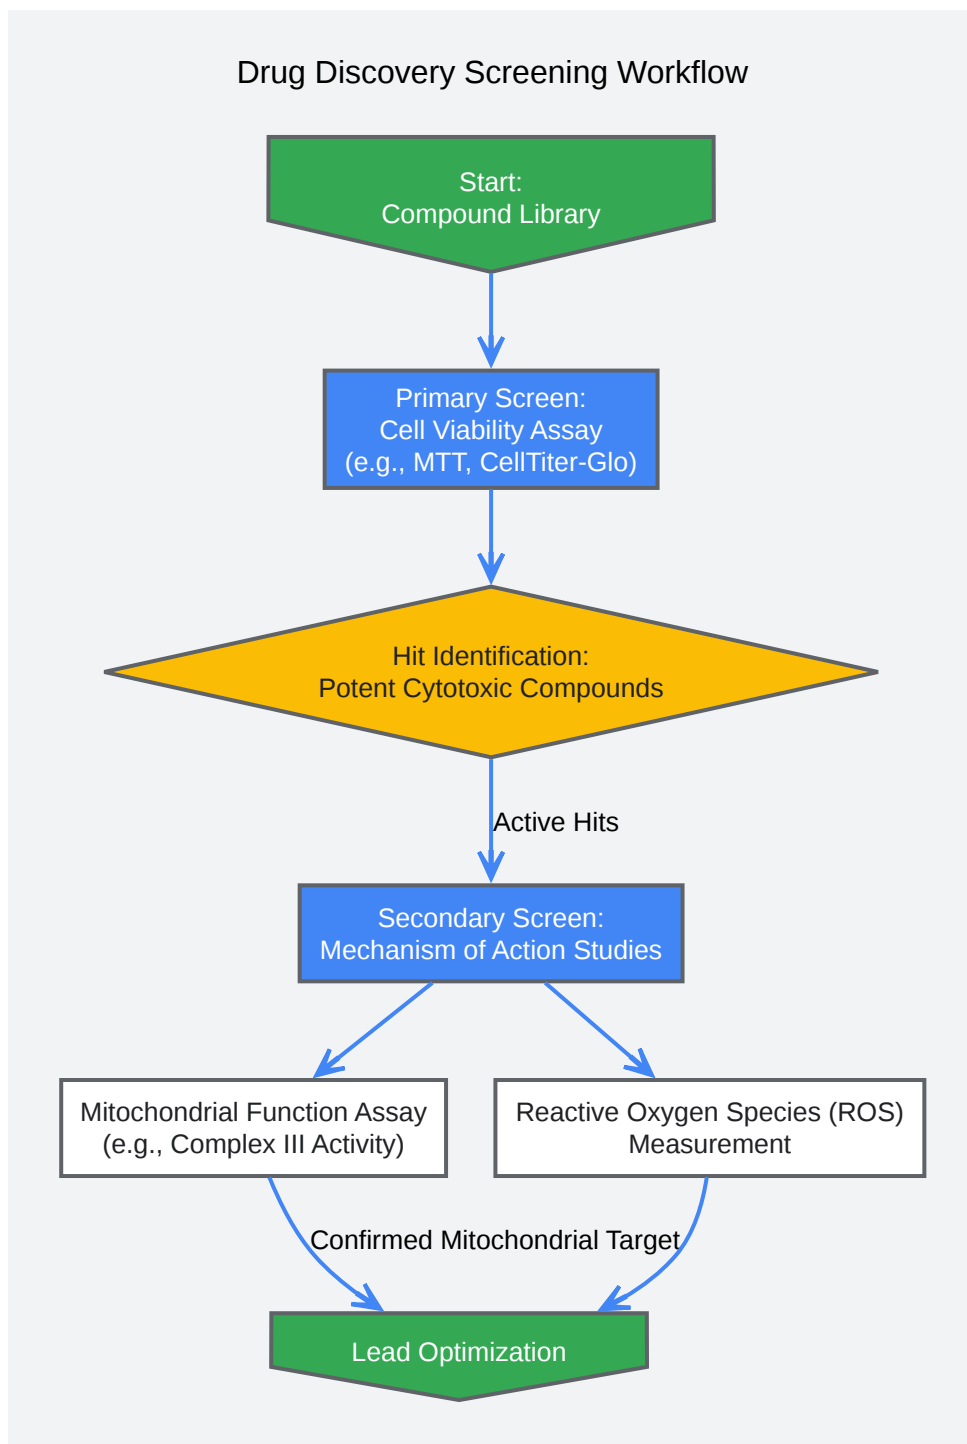 Drug Discovery Screening Workflow
Start:
Compound Library
Primary Screen:
Cell Viability Assay
(e.g., MTT, CellTiter-Glo)
Hit Identification:
Potent Cytotoxic Compounds
Active Hits
Secondary Screen:
Mechanism of Action Studies
Mitochondrial Function Assay
(e.g., Complex III Activity)
Reactive Oxygen Species (ROS)
Measurement
Confirmed Mitochondrial Target
Lead Optimization